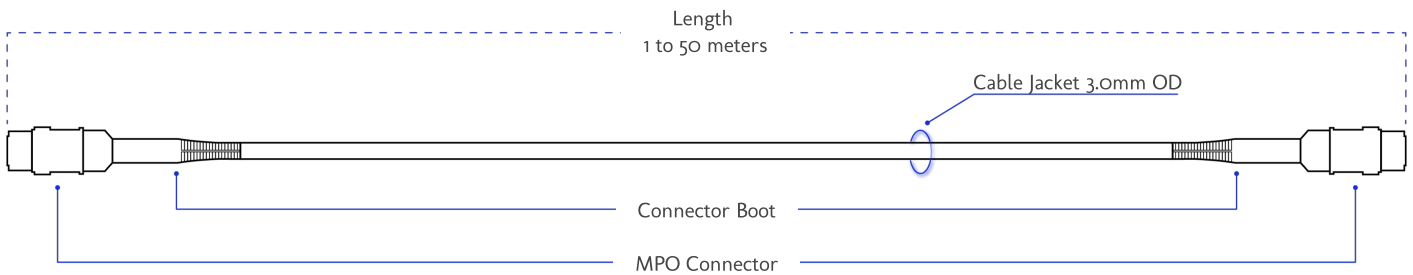 Length
1 to 50 meters
Cable Jacket 3.0mm OD
Connector Boot
MPO Connector